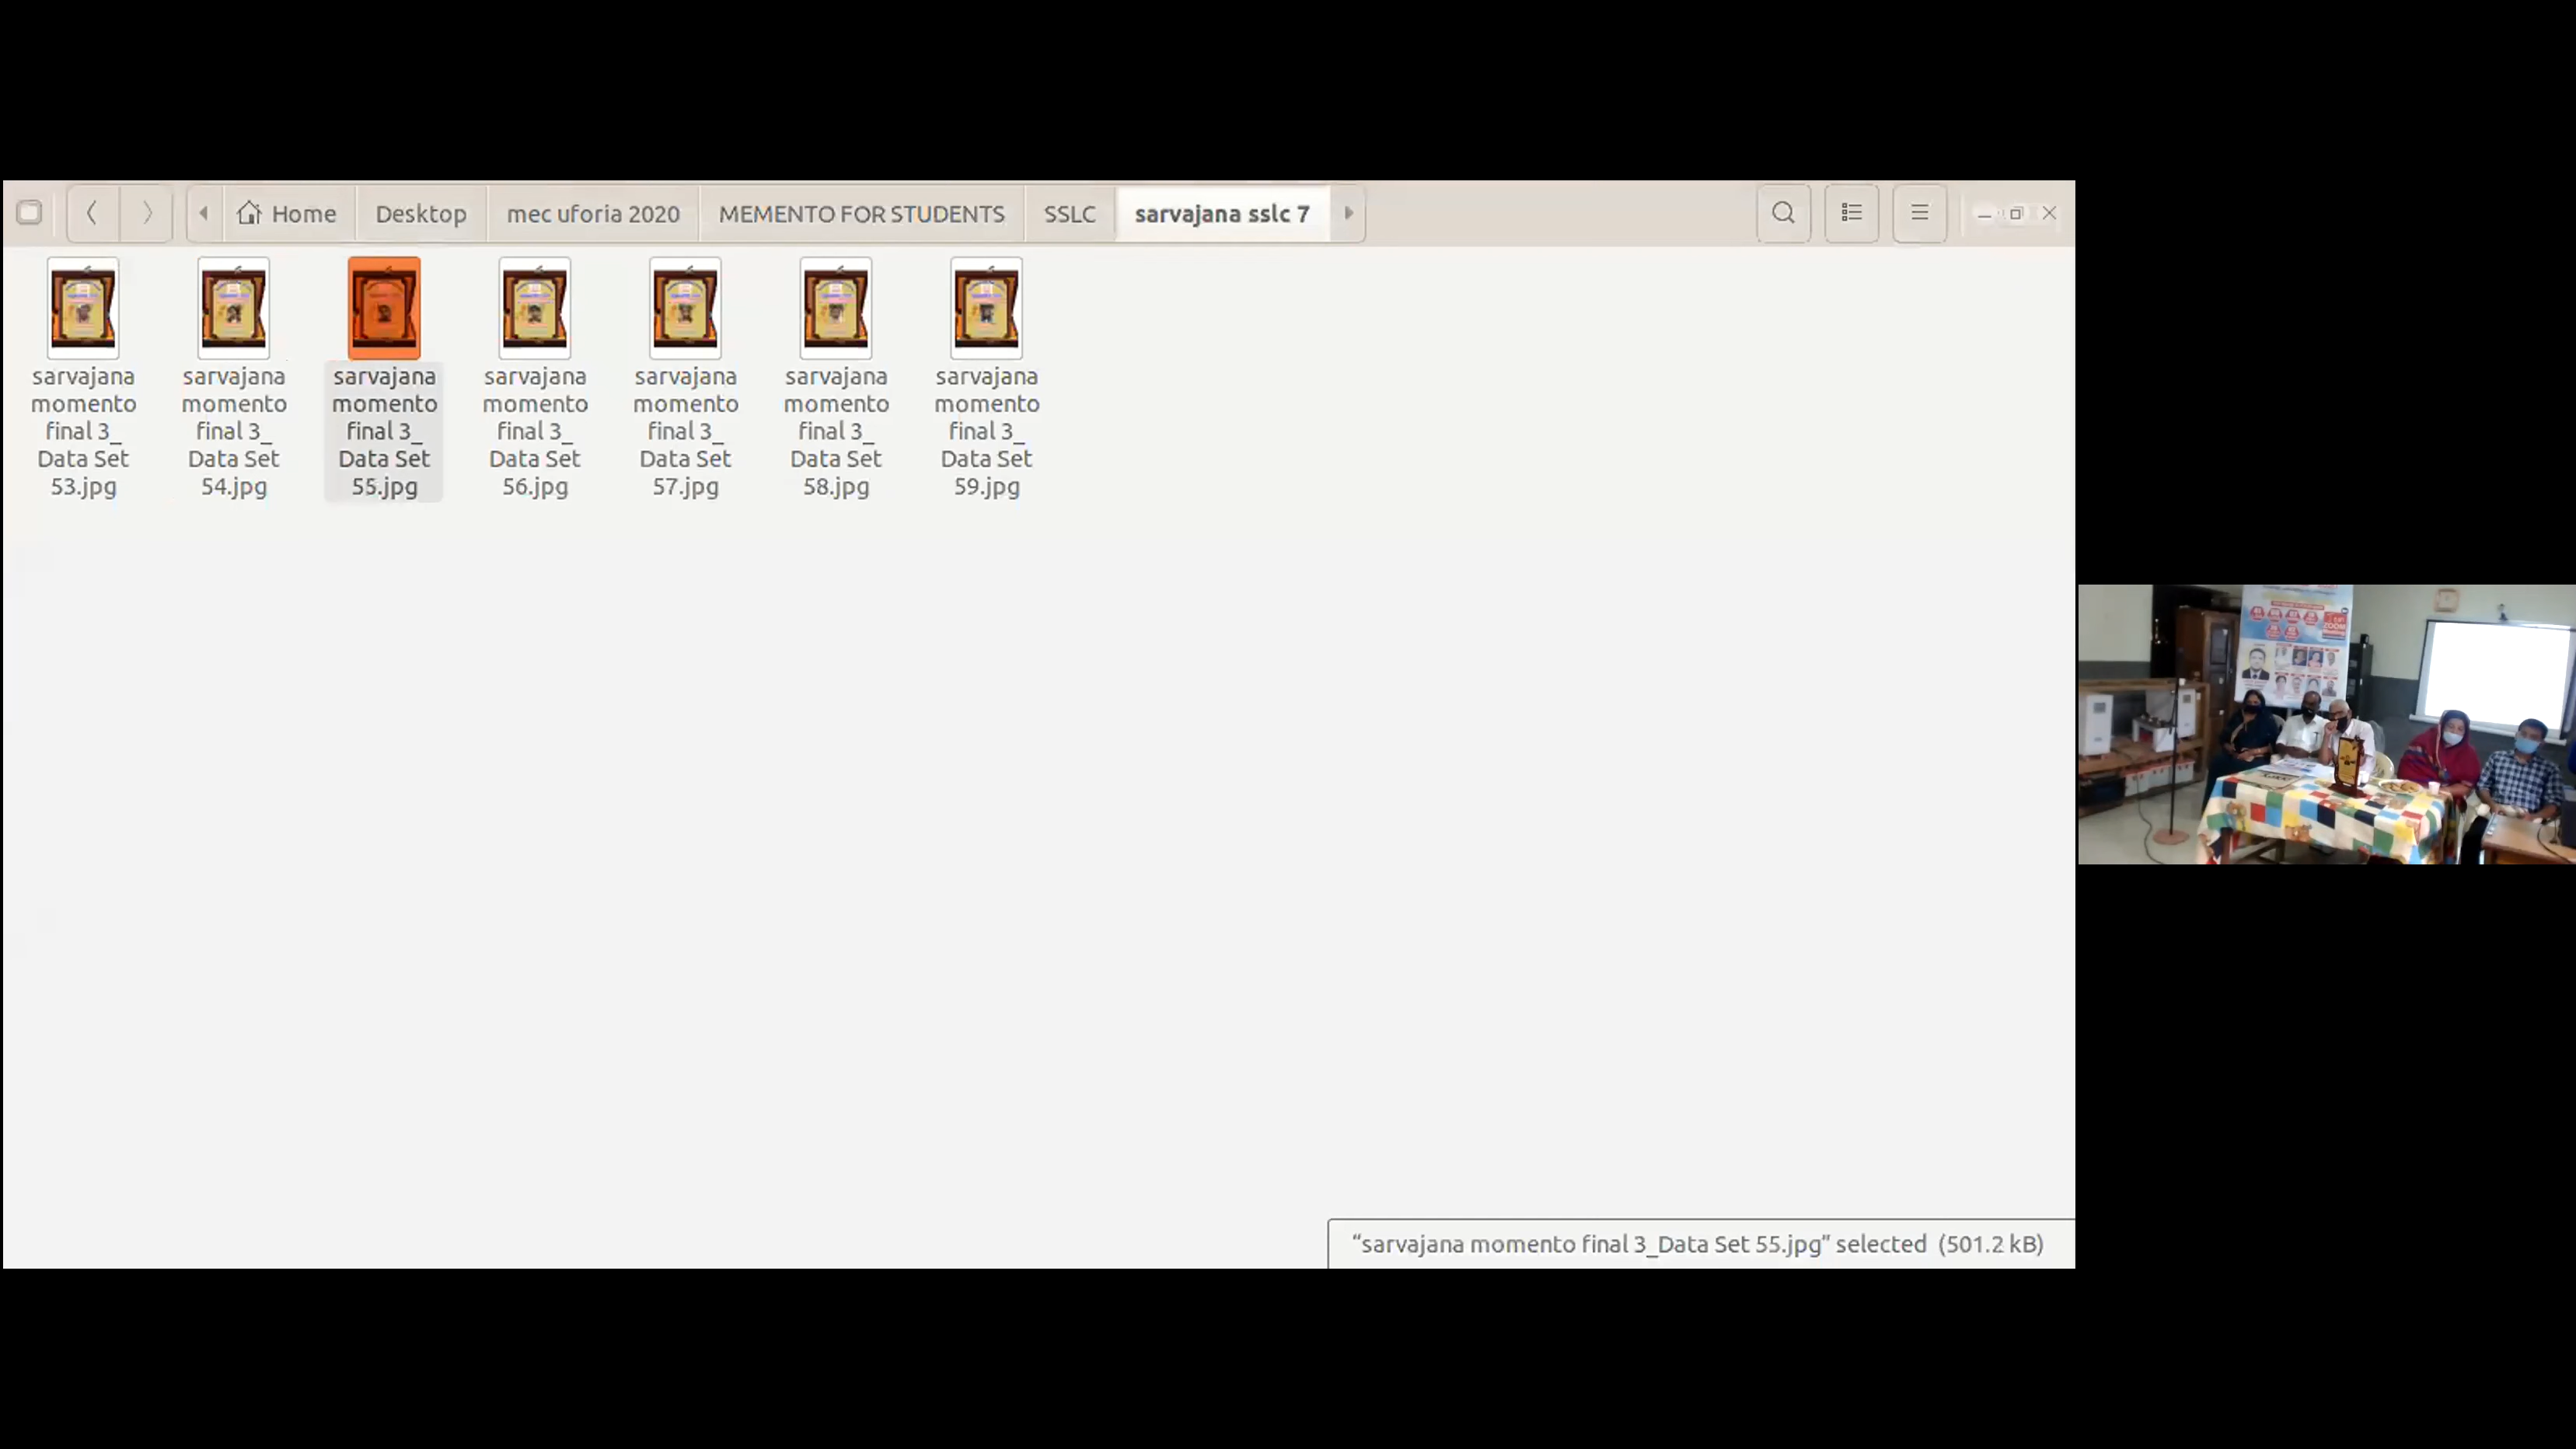 Home Desktop mec uforia 2020 MEMENTO FOR STUDENTS SSLC sarvajana sslc 7
sarvajana
momento
final 3_
Data Set
53.jpg
sarvajana
momento
final 3_
Data Set
54.jpg
sarvajana
momento
final 3_
Data Set
55.jpg
sarvajana
momento
final 3_
Data Set
56.jpg
sarvajana
momento
final 3_
Data Set
57.jpg
sarvajana
momento
final 3_
Data Set
58.jpg
sarvajana
momento
final 3_
Data Set
59.jpg
ZOOM
“sarvajana momento final 3_Data Set 55.jpg” selected (501.2 kB)